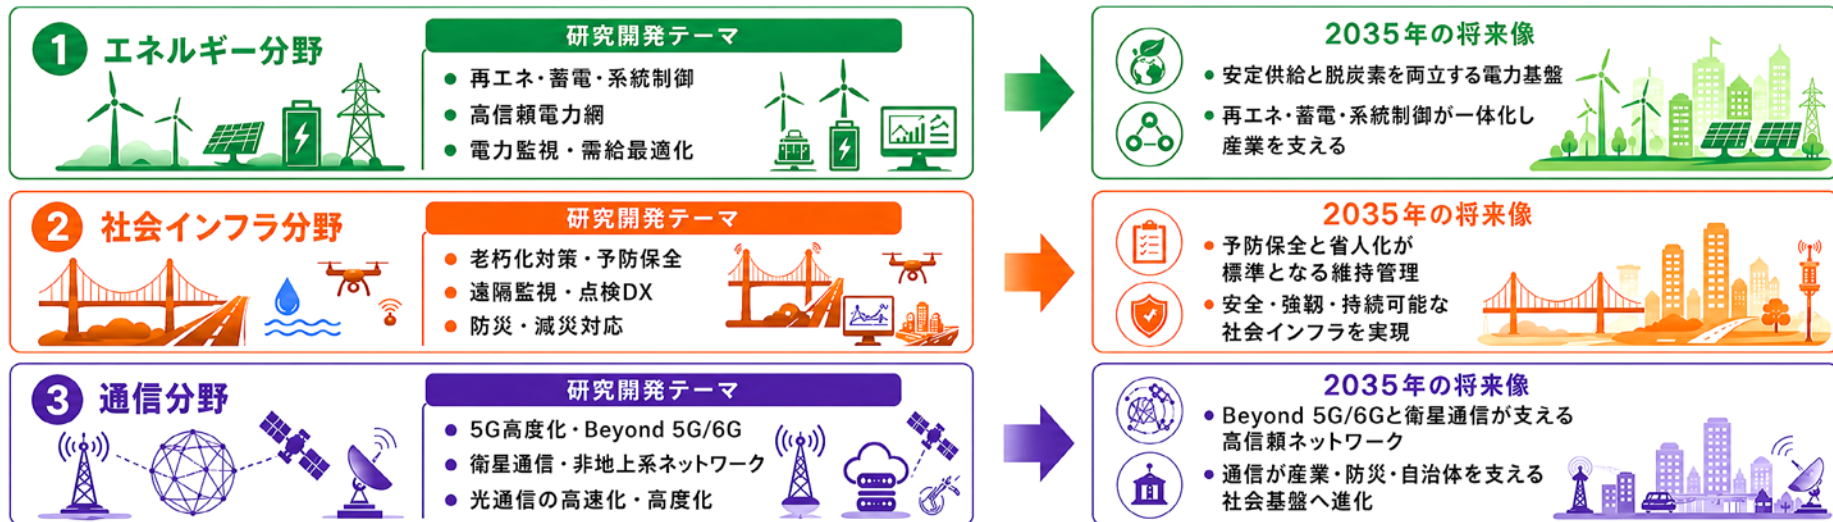 1 エネルギー分野
研究開発テーマ
● 再エネ・蓄電・系統制御
● 高信頼電力網
● 電力監視・需給最適化
2035年の将来像
● 安定供給と脱炭素を両立する電力基盤
● 再エネ・蓄電・系統制御が一体化し
産業を支える
2 社会インフラ分野
研究開発テーマ
● 老朽化対策・予防保全
● 遠隔監視・点検DX
● 防災・減災対応
2035年の将来像
● 予防保全と省人化が
標準となる維持管理
● 安全・強靭・持続可能な
社会インフラを実現
3 通信分野
研究開発テーマ
● 5G高度化・Beyond 5G/6G
● 衛星通信・非地上系ネットワーク
● 光通信の高速化・高度化
2035年の将来像
● Beyond 5G/6Gと衛星通信が支える
高信頼ネットワーク
● 通信が産業・防災・自治体を支える
社会基盤へ進化